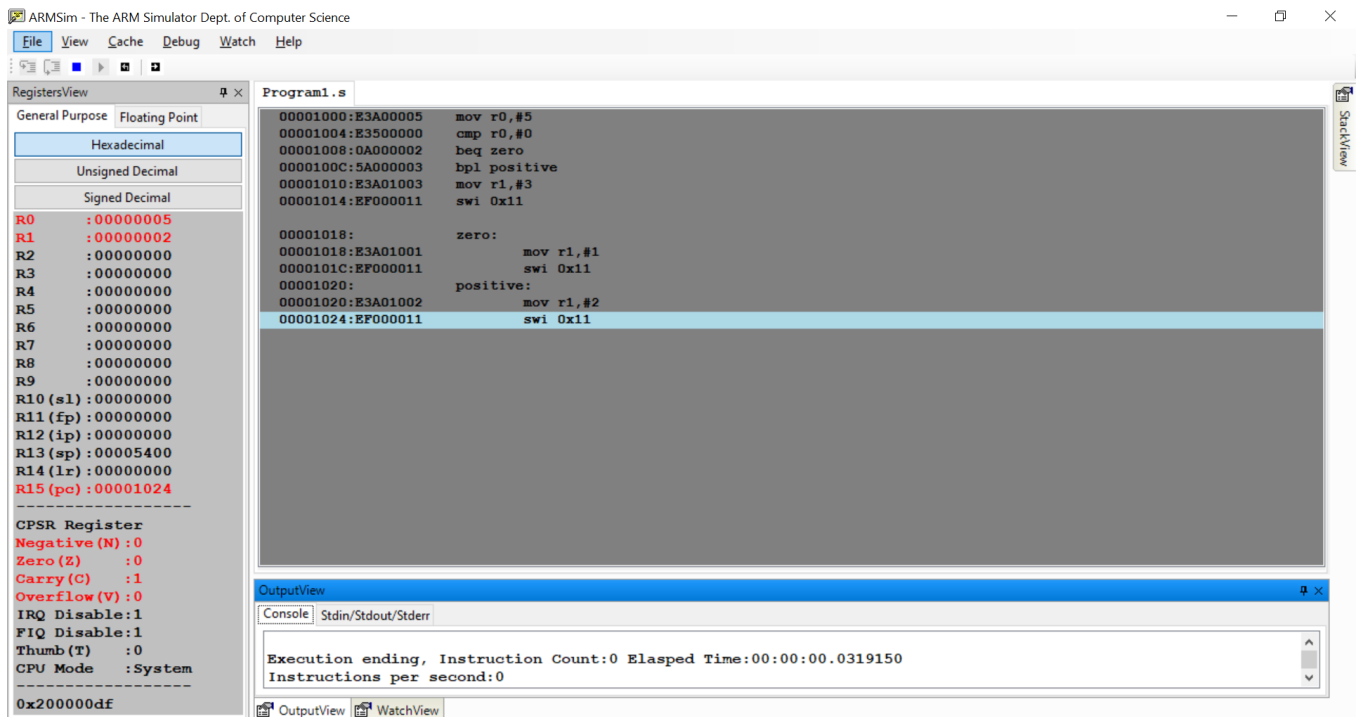 ARMSim - The ARM Simulator Dept. of Computer Science
File View Cache Debug Watch Help
RegistersView
General Purpose Floating Point
Hexadecimal
Unsigned Decimal
Signed Decimal
R0 :00000005
R1 :00000002
R2 :00000000
R3 :00000000
R4 :00000000
R5 :00000000
R6 :00000000
R7 :00000000
R8 :00000000
R9 :00000000
R10(sl):00000000
R11(fp):00000000
R12(ip):00000000
R13(sp):00005400
R14(lr):00000000
R15(pc):00001024
-------------------
CPSR Register
Negative(N):0
Zero(Z) :0
Carry(C) :1
Overflow(V):0
IRQ Disable:1
FIQ Disable:1
Thumb(T) :0
CPU Mode :System
-------------------
0x200000df
Program1.s
00001000:E3A00005 mov r0,#5
00001004:E3500000 cmp r0,#0
00001008:0A000002 beq zero
0000100C:5A000003 bpl positive
00001010:E3A01003 mov r1,#3
00001014:EF000011 swi 0x11
00001018: zero:
00001018:E3A01001 mov r1,#1
0000101C:EF000011 swi 0x11
00001020: positive:
00001020:E3A01002 mov r1,#2
00001024:EF000011 swi 0x11
StackView
OutputView
Console Stdin/Stdout/Stderr
Execution ending, Instruction Count:0 Elasped Time:00:00:00.0319150
Instructions per second:0
OutputView WatchView